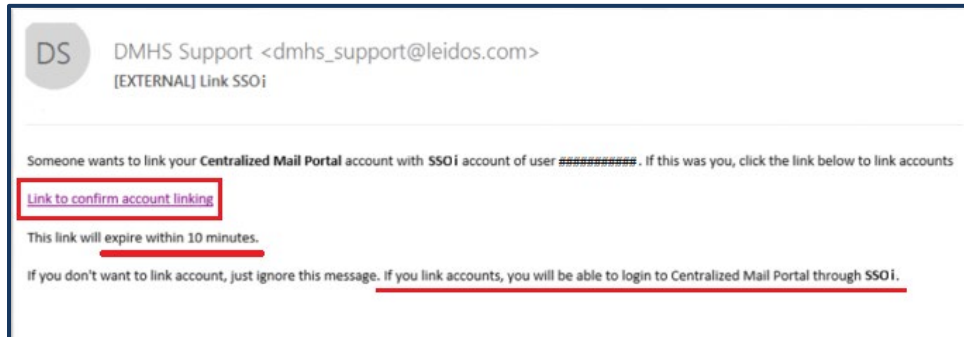 DS
DMHS Support <dmhs_support@leidos.com>
[EXTERNAL] Link SSOi
Someone wants to link your Centralized Mail Portal account with SSOi account of user ###########. If this was you, click the link below to link accounts
Link to confirm account linking
This link will expire within 10 minutes.
If you don't want to link account, just ignore this message. If you link accounts, you will be able to login to Centralized Mail Portal through SSOi.